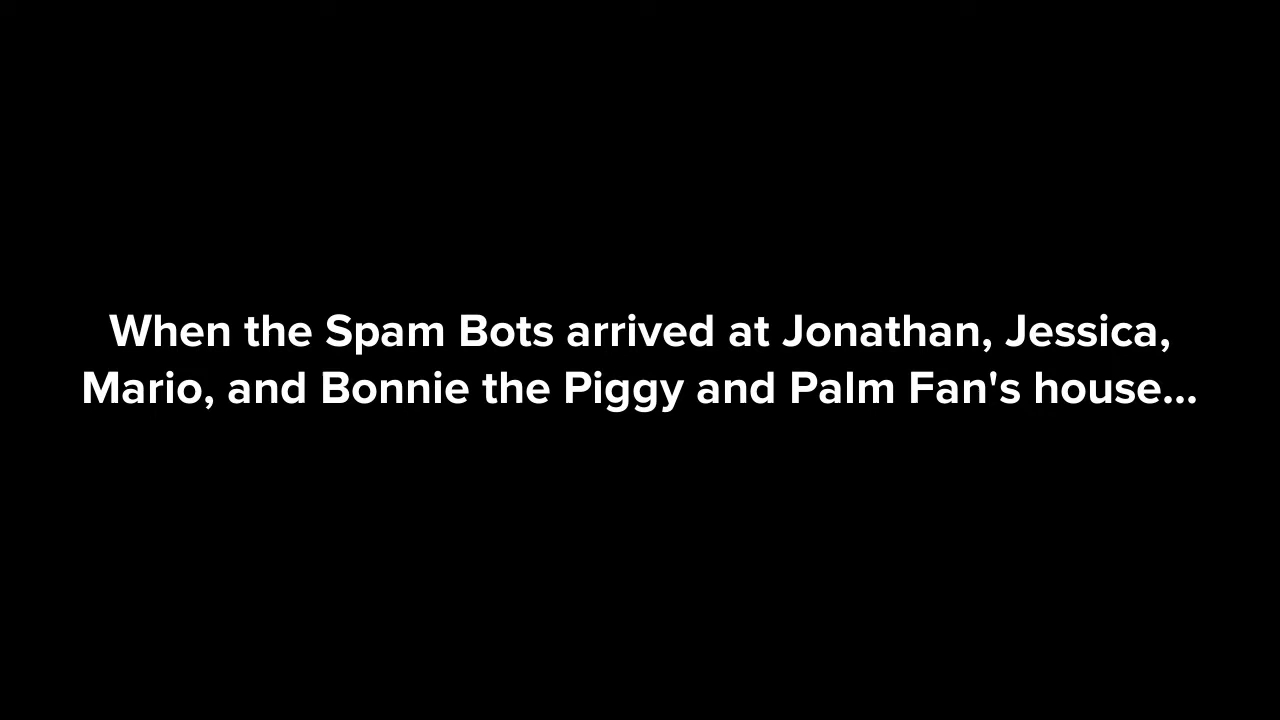 When the Spam Bots arrived at Jonathan, Jessica,
Mario, and Bonnie the Piggy and Palm Fan's house...